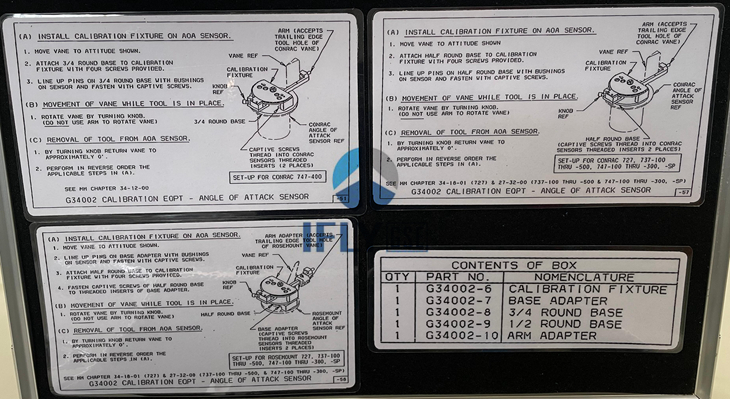 (A) INSTALL CALIBRATION FIXTURE ON AOA SENSOR.
1. MOVE VANE TO ATTITUDE SHOWN.
2. ATTACH 3/4 ROUND BASE TO CALIBRATION
FIXTURE WITH FOUR SCREWS PROVIDED.
3. LINE UP PINS ON 3/4 ROUND BASE WITH BUSHINGS
ON SENSOR AND FASTEN WITH CAPTIVE SCREWS.
(B) MOVEMENT OF VANE WHILE TOOL IS IN PLACE.
1. ROTATE VANE BY TURNING KNOB.
(DO NOT USE ARM TO ROTATE VANE)
(C) REMOVAL OF TOOL FROM AOA SENSOR.
1. BY TURNING KNOB RETURN VANE TO
APPROXIMATELY 0°.
2. PERFORM IN REVERSE ORDER THE
APPLICABLE STEPS IN (A).
SEE MM CHAPTER 34-12-00
G34002 CALIBRATION EQPT - ANGLE OF ATTACK SENSOR
ARM (ACCEPTS
TRAILING EDGE
TOOL HOLE OF
CONRAC VANE)
VANE REF
CALIBRATION
FIXTURE
KNOB
REF
3/4 ROUND BASE
CONRAC
ANGLE OF
ATTACK
SENSOR REF
CAPTIVE SCREWS
THREAD INTO CONRAC
SENSORS THREADED
INSERTS (2 PLACES)
SET-UP FOR CONRAC 747-400
(A) INSTALL CALIBRATION FIXTURE ON AOA SENSOR.
1. MOVE VANE TO ATTITUDE SHOWN.
2. ATTACH HALF ROUND BASE TO CALIBRATION
FIXTURE WITH FOUR SCREWS PROVIDED.
3. LINE UP PINS ON HALF ROUND BASE WITH BUSHINGS
ON SENSOR AND FASTEN WITH CAPTIVE SCREWS.
(B) MOVEMENT OF VANE WHILE TOOL IS IN PLACE.
1. ROTATE VANE BY TURNING KNOB.
(DO NOT USE ARM TO ROTATE VANE)
(C) REMOVAL OF TOOL FROM AOA SENSOR.
1. BY TURNING KNOB RETURN VANE TO
APPROXIMATELY 0°.
2. PERFORM IN REVERSE ORDER THE
APPLICABLE STEPS IN (A).
SEE MM CHAPTER 34-18-01 (727) & 27-32-00 (737-100 THRU -500 & 747-100 THRU -300, -SP)
G34002 CALIBRATION EQPT - ANGLE OF ATTACK SENSOR
-57
ARM (ACCEPTS
TRAILING EDGE
TOOL HOLE OF
CONRAC VANE)
VANE REF
CALIBRATION
FIXTURE
CONRAC
ANGLE OF
ATTACK
SENSOR
REF
KNOB
REF
HALF ROUND BASE
CAPTIVE SCREWS
THREAD INTO CONRAC
SENSORS THREADED
INSERTS (2 PLACES)
SET-UP FOR CONRAC 727, 737-100
THRU -500, 747-100 THRU -300, -SP
(A) INSTALL CALIBRATION FIXTURE ON AOA SENSOR.
1. MOVE VANE TO ATTITUDE SHOWN.
2. LINE UP PINS ON BASE ADAPTER WITH BUSHINGS
ON SENSOR AND FASTEN WITH CAPTIVE SCREWS.
3. ATTACH HALF ROUND BASE TO CALIBRATION
FIXTURE WITH FOUR SCREWS PROVIDED.
4. FASTEN CAPTIVE SCREWS OF HALF ROUND BASE
TO THREADED INSERTS OF BASE ADAPTER.
(B) MOVEMENT OF VANE WHILE TOOL IS IN PLACE.
1. ROTATE VANE BY TURNING KNOB.
(DO NOT USE ARM TO ROTATE VANE)
(C) REMOVAL OF TOOL FROM AOA SENSOR.
1. BY TURNING KNOB RETURN VANE TO
APPROXIMATELY 0°.
2. PERFORM IN REVERSE ORDER THE
APPLICABLE STEPS IN (A).
SEE MM CHAPTER 34-18-01 (727) & 27-32-00 (737-100 THRU -500, & 747-100 THRU -300, -SP)
G34002 CALIBRATION EQPT - ANGLE OF ATTACK SENSOR
-58
ARM ADAPTER (ACCEPTS
TRAILING EDGE TOOL HOLE
OF ROSEMOUNT VANE)
VANE REF
CALIBRATION
FIXTURE
KNOB
REF
HALF ROUND BASE
ROSEMOUNT
ANGLE OF
ATTACK
SENSOR REF
BASE ADAPTER
(CAPTIVE SCREWS
THREAD INTO ROSEMOUNT
SENSORS THREADED
INSERTS (2 PLACES)
SET-UP FOR ROSEMOUNT 727, 737-100
THRU -500, 747-100 THRU -300, -SP
CONTENTS OF BOX
QTY PART NO. NOMENCLATURE
1 G34002-6 CALIBRATION FIXTURE
1 G34002-7 BASE ADAPTER
1 G34002-8 3/4 ROUND BASE
1 G34002-9 1/2 ROUND BASE
1 G34002-10 ARM ADAPTER